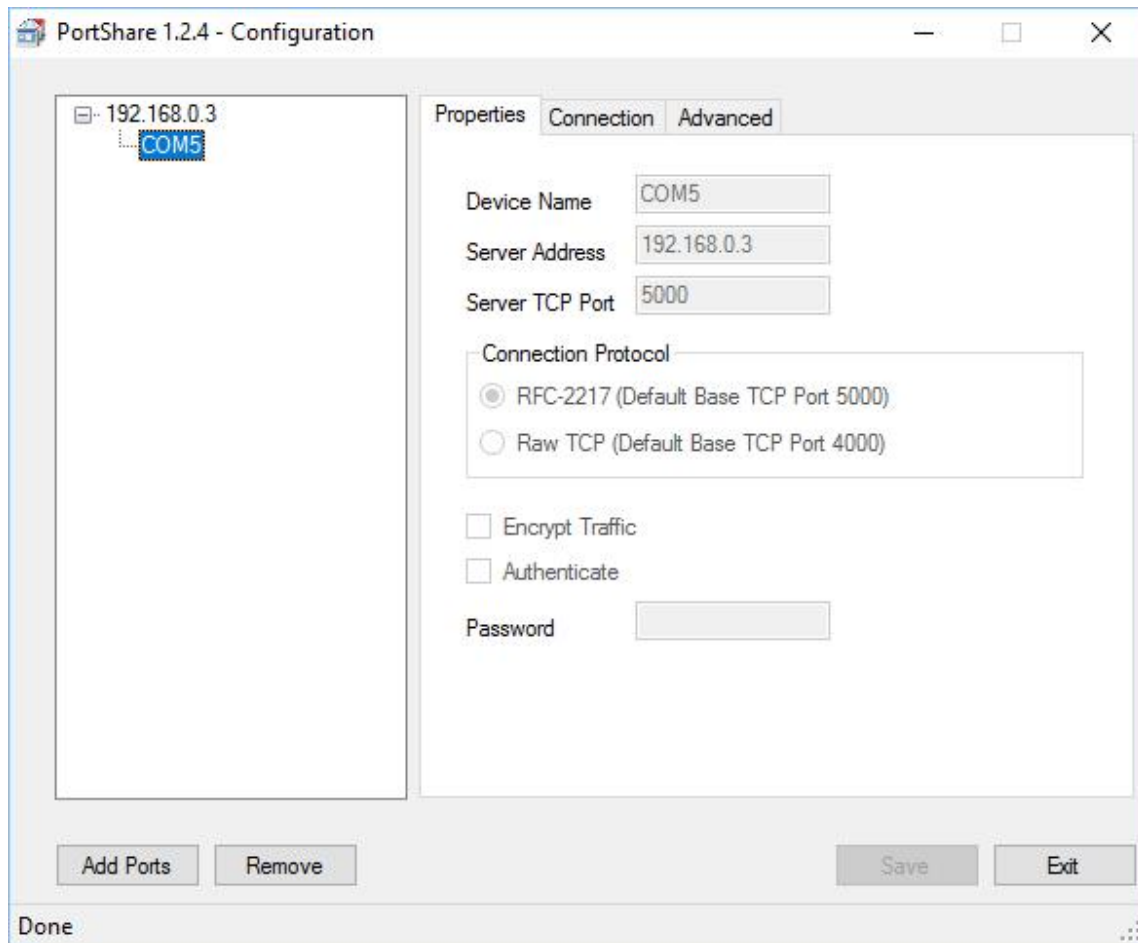 PortShare 1.2.4 - Configuration
192.168.0.3
COM5
Properties Connection Advanced
Device Name COM5
Server Address 192.168.0.3
Server TCP Port 5000
Connection Protocol
RFC-2217 (Default Base TCP Port 5000)
Raw TCP (Default Base TCP Port 4000)
Encrypt Traffic
Authenticate
Password
Add Ports Remove Save Exit
Done